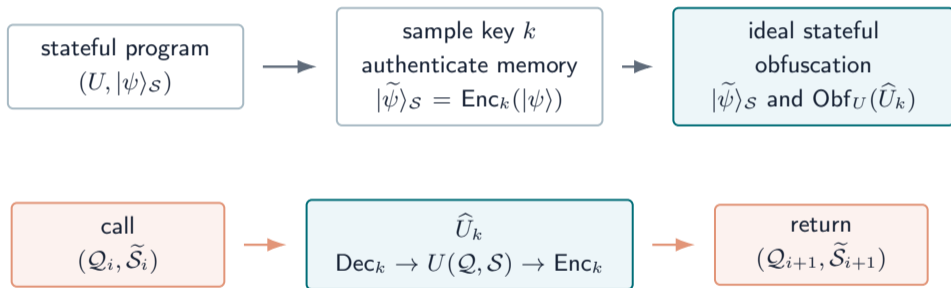 stateful program
(U, |ψ⟩_S)
sample key k
authenticate memory
|ψ̃⟩_S = Enc_k(|ψ⟩)
ideal stateful
obfuscation
|ψ̃⟩_S and Obf_U(Û_k)
call
(Q_i, S̃_i)
Û_k
Dec_k → U(Q, S) → Enc_k
return
(Q_{i+1}, S̃_{i+1})